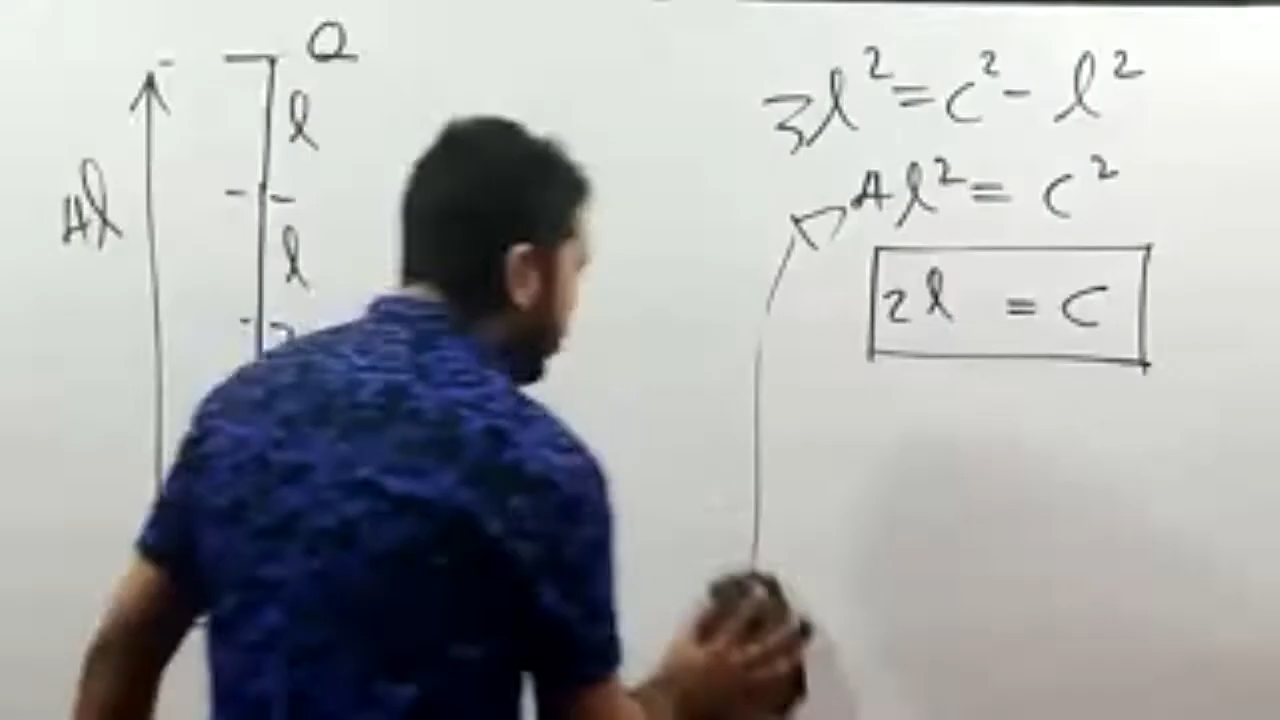 Q
l
4l
l
3l² = c² - l²
4l² = c²
2l = c